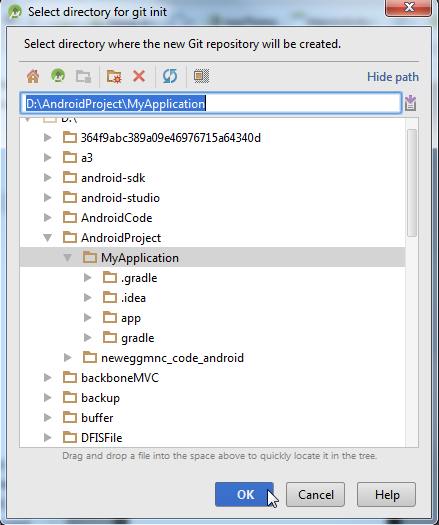 Select directory for git init
Select directory where the new Git repository will be created.
Hide path
D:\AndroidProject\MyApplication
D:\
364f9abc389a09e46976715a64340d
a3
android-sdk
android-studio
AndroidCode
AndroidProject
MyApplication
.gradle
.idea
app
gradle
neweggmnc_code_android
backboneMVC
backup
buffer
DFISFile
Drag and drop a file into the space above to quickly locate it in the tree.
OK
Cancel
Help